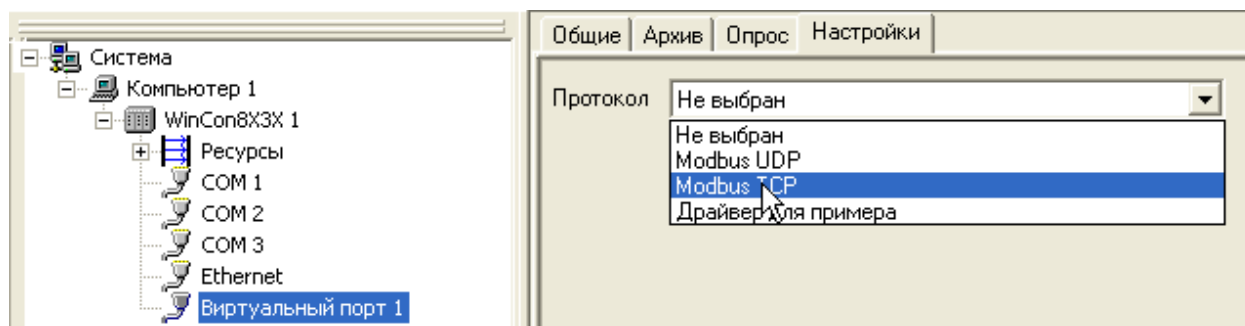 Система
Компьютер 1
WinCon8X3X 1
Ресурсы
COM 1
COM 2
COM 3
Ethernet
Виртуальный порт 1
Общие Архив Опрос Настройки
Протокол Не выбран
Не выбран
Modbus UDP
Modbus TCP
Драйвер для примера